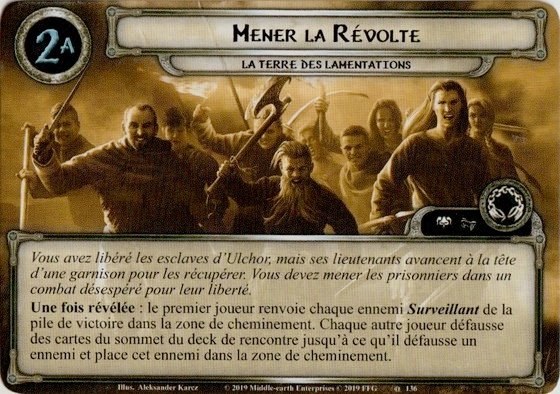 2A
MENER LA RÉVOLTE
LA TERRE DES LAMENTATIONS
Vous avez libéré les esclaves d'Ulchor, mais ses lieutenants avancent à la tête
d'une garnison pour les récupérer. Vous devez mener les prisonniers dans un
combat désespéré pour leur liberté.
Une fois révélée : le premier joueur renvoie chaque ennemi Surveillant de la
pile de victoire dans la zone de cheminement. Chaque autre joueur défausse
des cartes du sommet du deck de rencontre jusqu'à ce qu'il défausse un
ennemi et place cet ennemi dans la zone de cheminement.
Illus. Aleksander Karcz © 2019 Middle-earth Enterprises © 2019 FFG 136